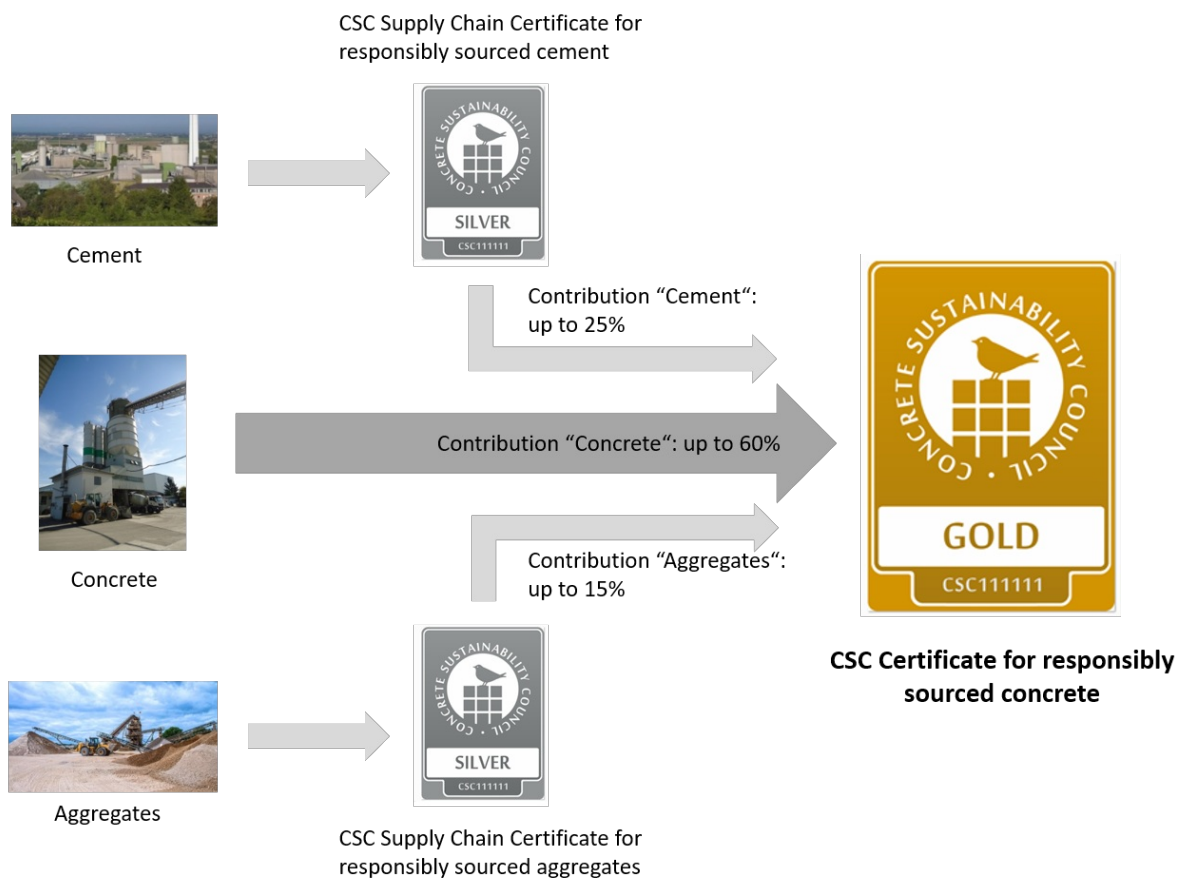 CSC Supply Chain Certificate for
responsibly sourced cement
CONCRETE SUSTAINABILITY COUNCIL ·
SILVER
CSC111111
Cement
Contribution “Cement“:
up to 25%
Contribution “Concrete“: up to 60%
CONCRETE SUSTAINABILITY COUNCIL ·
GOLD
CSC111111
Concrete
Contribution “Aggregates“:
up to 15%
CONCRETE SUSTAINABILITY COUNCIL ·
SILVER
CSC111111
CSC Certificate for responsibly
sourced concrete
Aggregates
CSC Supply Chain Certificate for
responsibly sourced aggregates